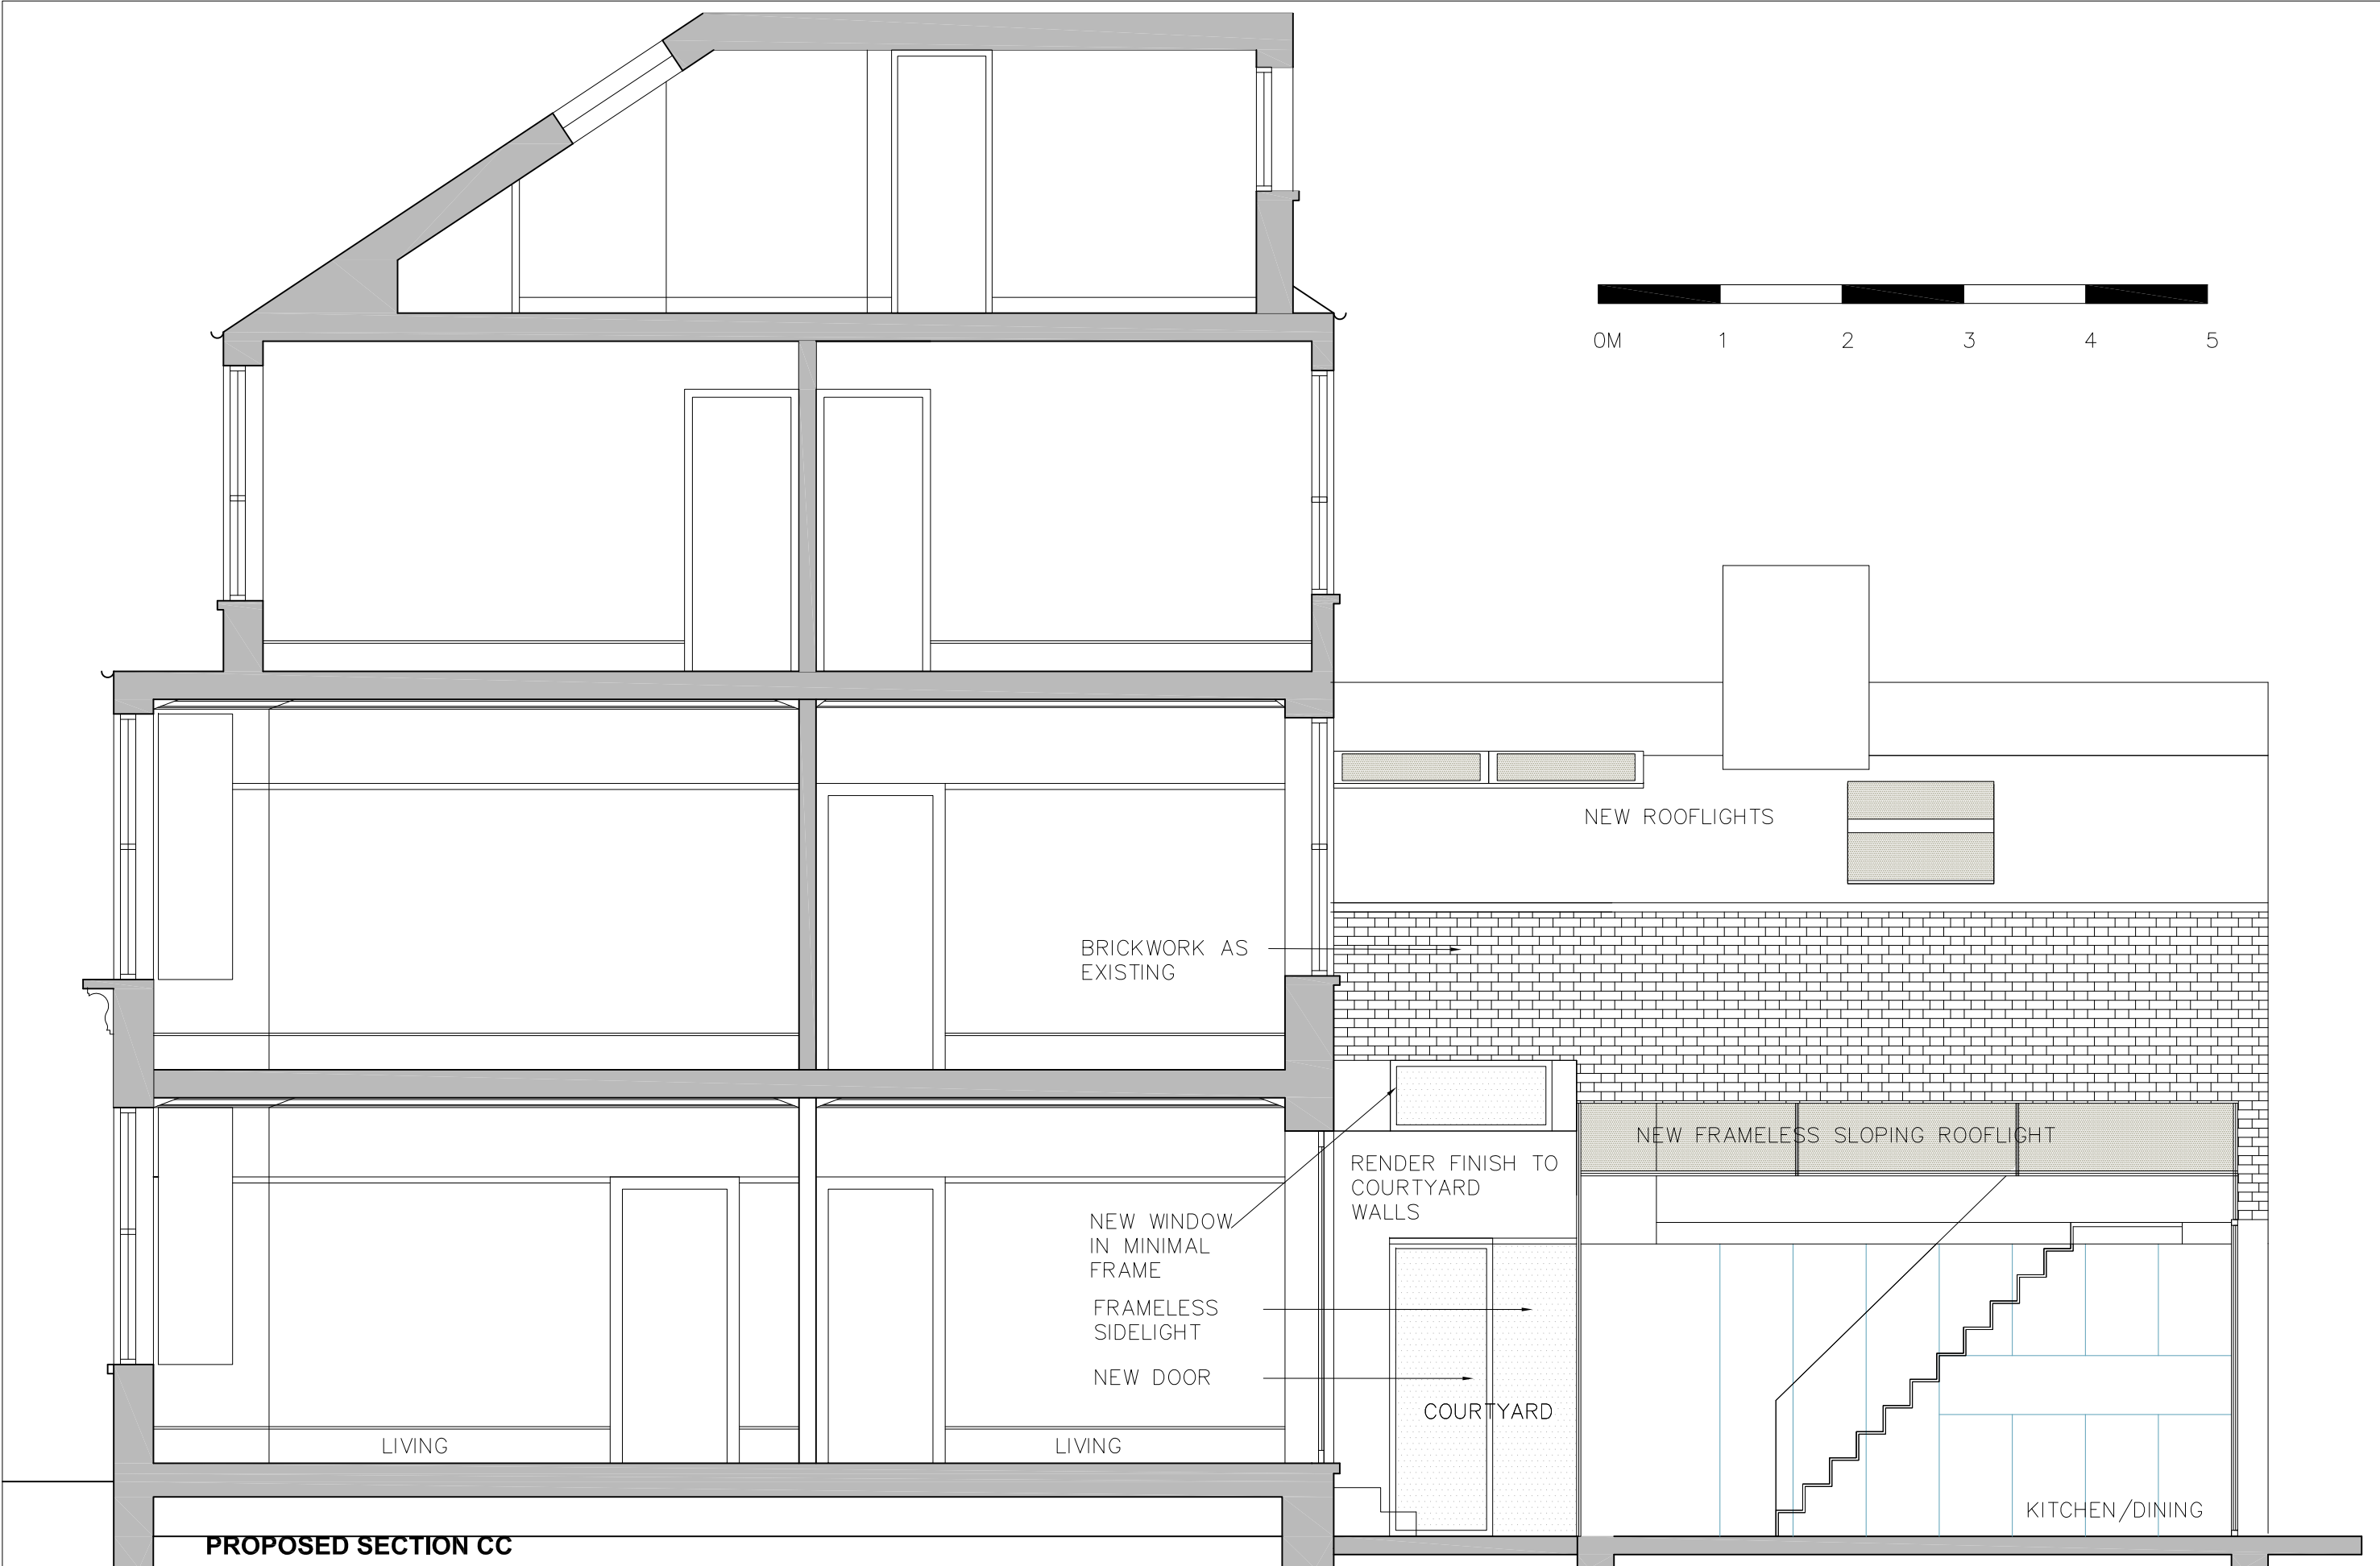 0M 1 2 3 4 5
NEW ROOFLIGHTS
BRICKWORK AS
EXISTING
NEW FRAMELESS SLOPING ROOFLIGHT
RENDER FINISH TO
COURTYARD
WALLS
NEW WINDOW
IN MINIMAL
FRAME
FRAMELESS
SIDELIGHT
NEW DOOR
COURTYARD
LIVING
LIVING
KITCHEN/DINING
PROPOSED SECTION CC